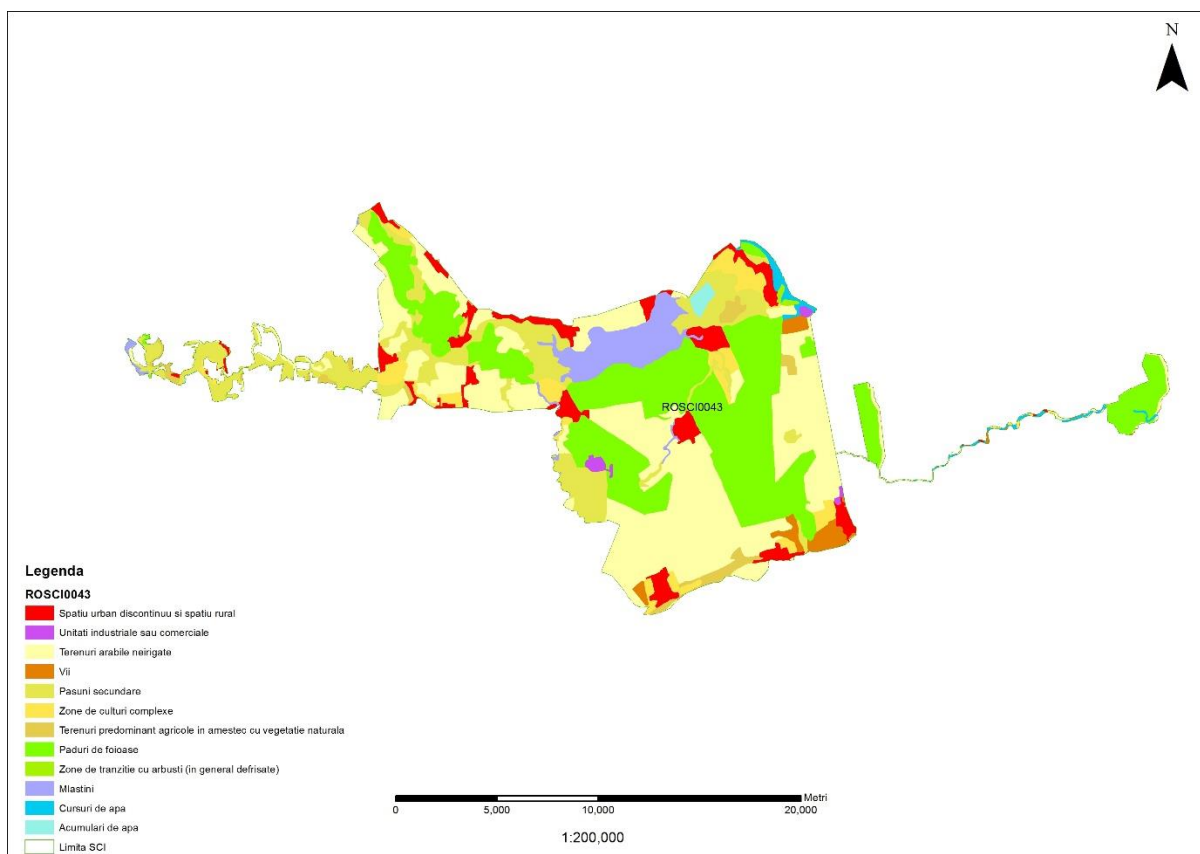 N
ROSCI0043
Legenda
ROSCI0043
Spatiu urban discontinuu si spatiu rural
Unitati industriale sau comerciale
Terenuri arabile neirigate
Vii
Pasuni secundare
Zone de culturi complexe
Terenuri predominant agricole in amestec cu vegetatie naturala
Paduri de foioase
Zone de tranzitie cu arbusti (in general defrisate)
Mlastini
Cursuri de apa
Acumulari de apa
Limita SCI
Metri
0 5,000 10,000 20,000
1:200,000